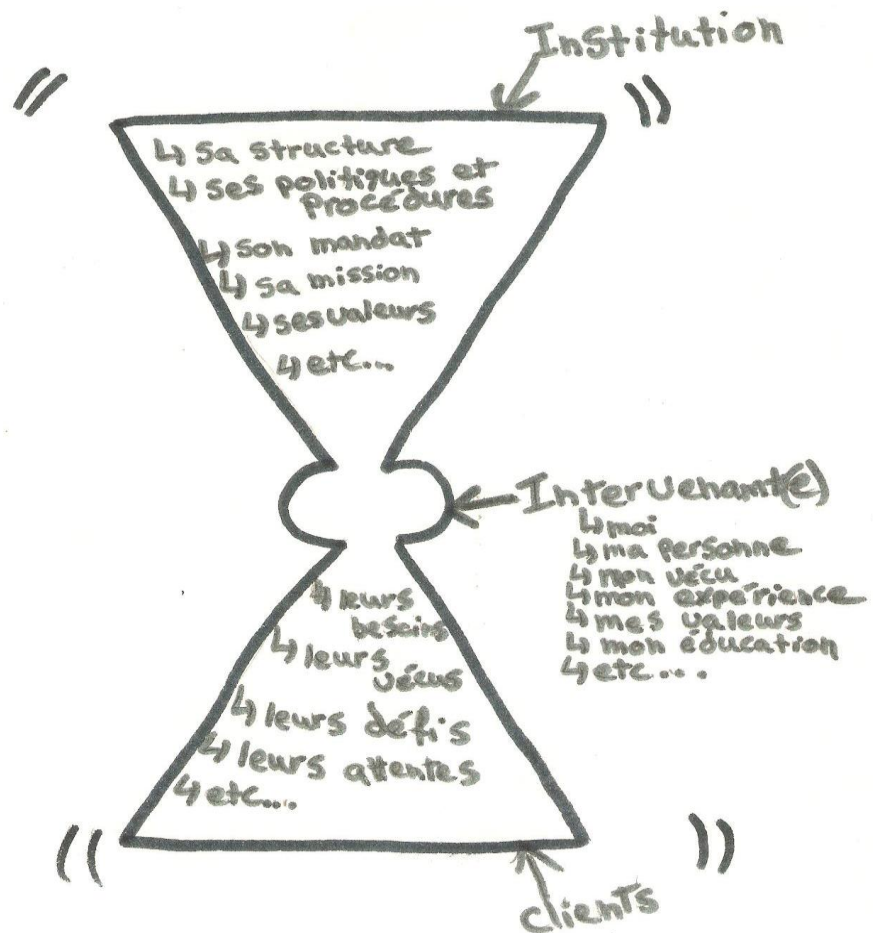 Institution
↳ sa structure
↳ ses politiques et
procédures
↳ son mandat
↳ sa mission
↳ ses valeurs
↳ etc...
Intervenant(e)
↳ moi
↳ ma personne
↳ mon vécu
↳ mon expérience
↳ mes valeurs
↳ mon éducation
↳ etc....
↳ leurs
besoins
↳ leurs
vécus
↳ leurs défis
↳ leurs attentes
↳ etc....
clients